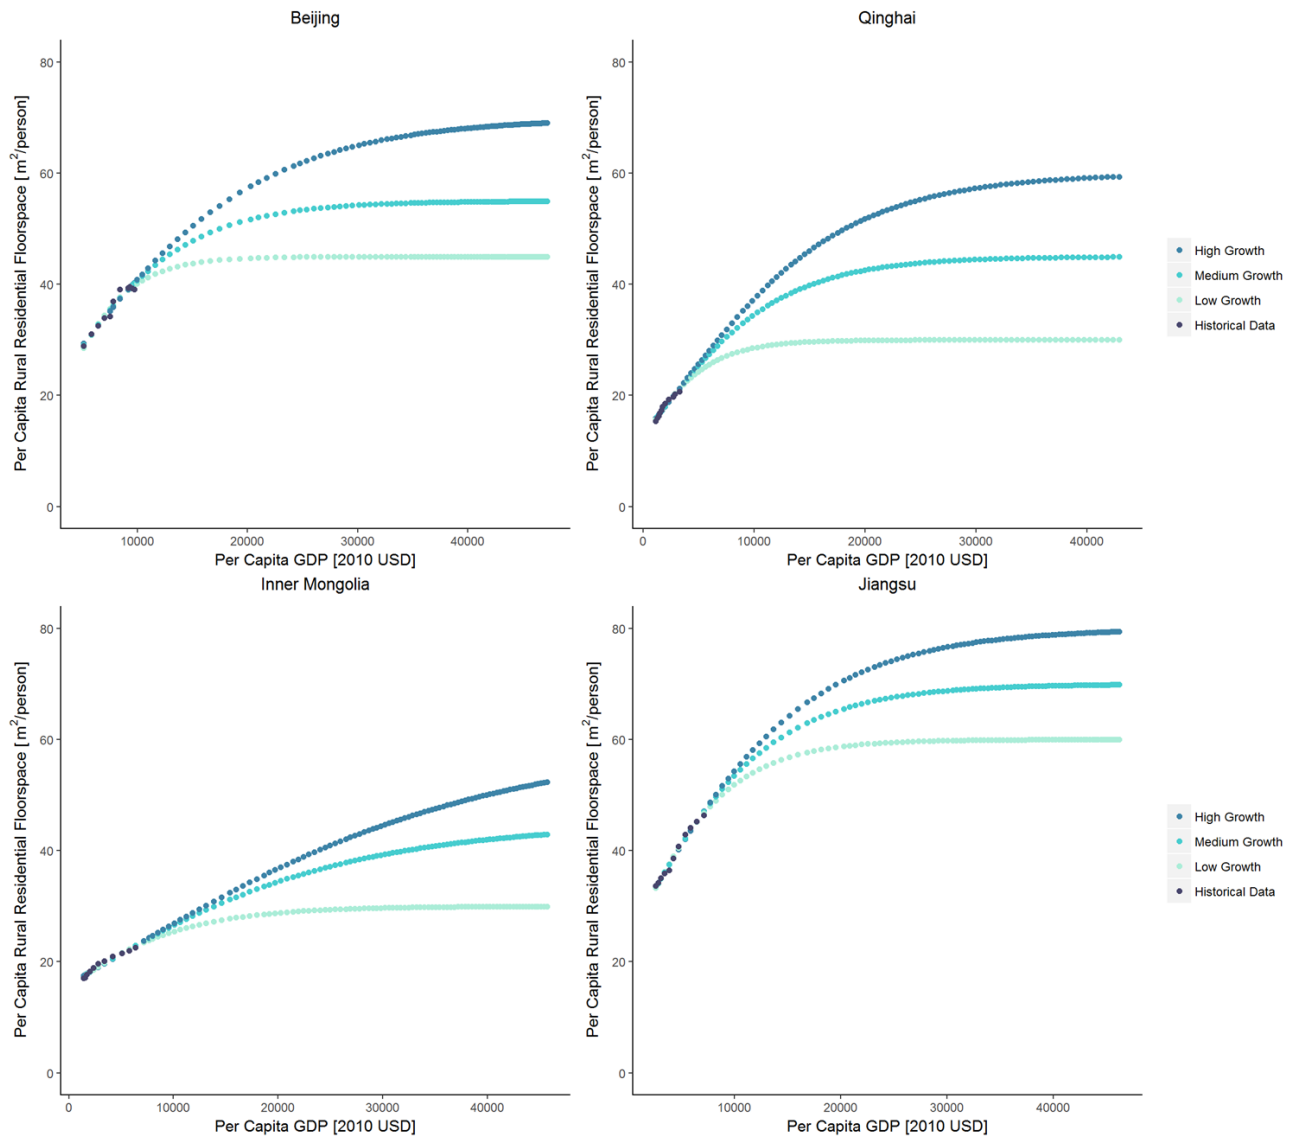 Beijing
Per Capita Rural Residential Floorspace [m²/person]
80
60
40
20
0
10000 20000 30000 40000
Per Capita GDP [2010 USD]
Qinghai
Per Capita Rural Residential Floorspace [m²/person]
80
60
40
20
0
0 10000 20000 30000 40000
Per Capita GDP [2010 USD]
High Growth
Medium Growth
Low Growth
Historical Data
Inner Mongolia
Per Capita Rural Residential Floorspace [m²/person]
80
60
40
20
0
0 10000 20000 30000 40000
Per Capita GDP [2010 USD]
Jiangsu
Per Capita Rural Residential Floorspace [m²/person]
80
60
40
20
0
10000 20000 30000 40000
Per Capita GDP [2010 USD]
High Growth
Medium Growth
Low Growth
Historical Data